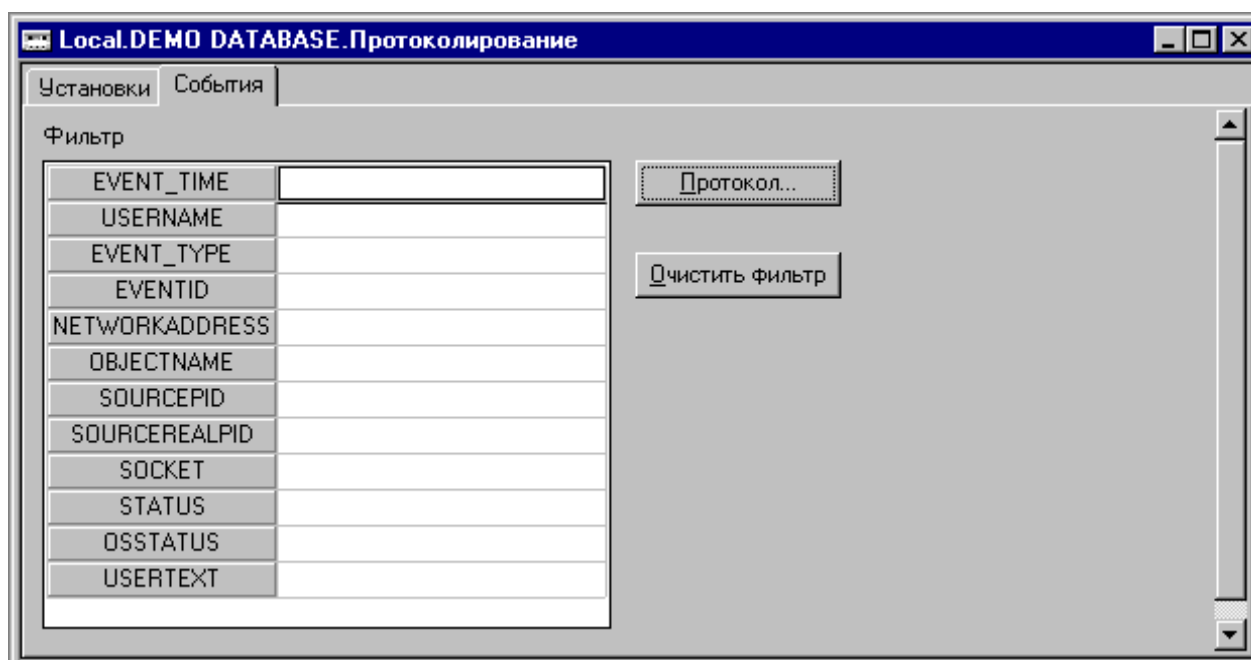 Local.DEMO DATABASE.Протоколирование
Установки События
Фильтр
EVENT_TIME
Протокол...
USERNAME
EVENT_TYPE
Очистить фильтр
EVENTID
NETWORKADDRESS
OBJECTNAME
SOURCEPID
SOURCEREALPID
SOCKET
STATUS
OSSTATUS
USERTEXT